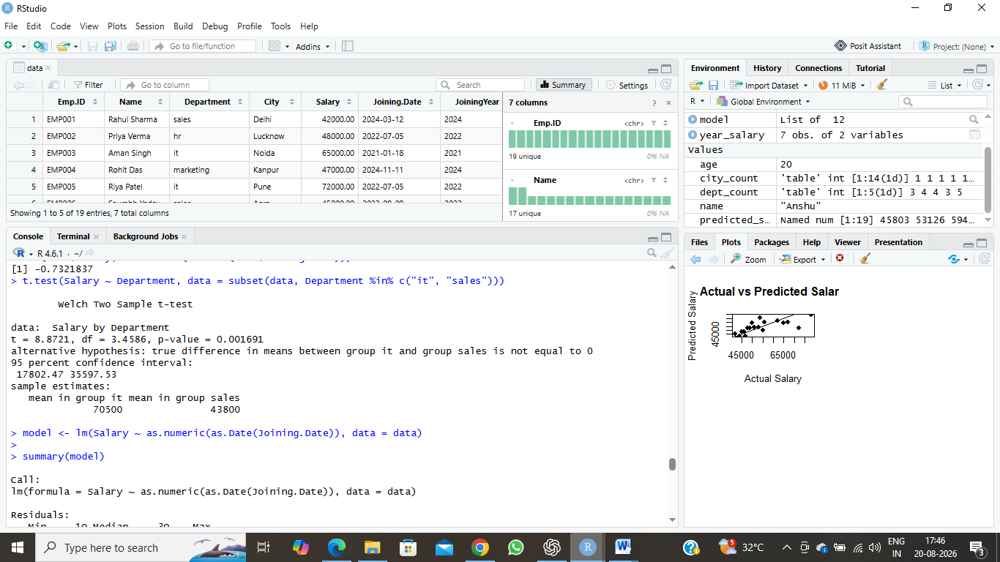 RStudio
File Edit Code View Plots Session Build Debug Profile Tools Help
Go to file/function Addins Posit Assistant Project: (None)
data
Filter Go to column Search Summary Settings
Emp.ID Name Department City Salary Joining.Date JoiningYear
1 EMP001 Rahul Sharma sales Delhi 42000.00 2024-03-12 2024
2 EMP002 Priya Verma hr Lucknow 48000.00 2022-07-05 2022
3 EMP003 Aman Singh it Noida 65000.00 2021-01-18 2021
4 EMP004 Rohit Das marketing Kanpur 47000.00 2024-11-11 2024
5 EMP005 Riya Patel it Pune 72000.00 2022-07-05 2022
Showing 1 to 5 of 19 entries, 7 total columns
7 columns ?
Emp.ID <chr>
19 unique 0% NA
Name <chr>
17 unique 0% NA
Console Terminal Background Jobs
R R 4.6.1 · ~/
[1] -0.7321837
> t.test(Salary ~ Department, data = subset(data, Department %in% c("it", "sales")))
Welch Two Sample t-test
data:  Salary by Department
t = 8.8721, df = 3.4586, p-value = 0.001691
alternative hypothesis: true difference in means between group it and group sales is not equal to 0
95 percent confidence interval:
17802.47 35597.53
sample estimates:
mean in group it mean in group sales
70500 43800
> model <- lm(Salary ~ as.numeric(as.Date(Joining.Date)), data = data)
>
> summary(model)
Call:
lm(formula = Salary ~ as.numeric(as.Date(Joining.Date)), data = data)
Residuals:
Min 1Q Median 3Q Max
Environment History Connections Tutorial
Import Dataset 11 MiB List
R Global Environment
model List of  12
year_salary 7 obs. of 2 variables
Values
age 20
city_count 'table' int [1:14(1d)] 1 1 1 1 1…
dept_count 'table' int [1:5(1d)] 3 4 4 3 5
name "Anshu"
predicted_s… Named num [1:19] 45803 53126 594…
Files Plots Packages Help Viewer Presentation
Zoom Export
Actual vs Predicted Salar
Predicted Salary
45000
45000 65000
Actual Salary
Type here to search
5
32°C
ENG
IN
17:46
20-08-2026
3